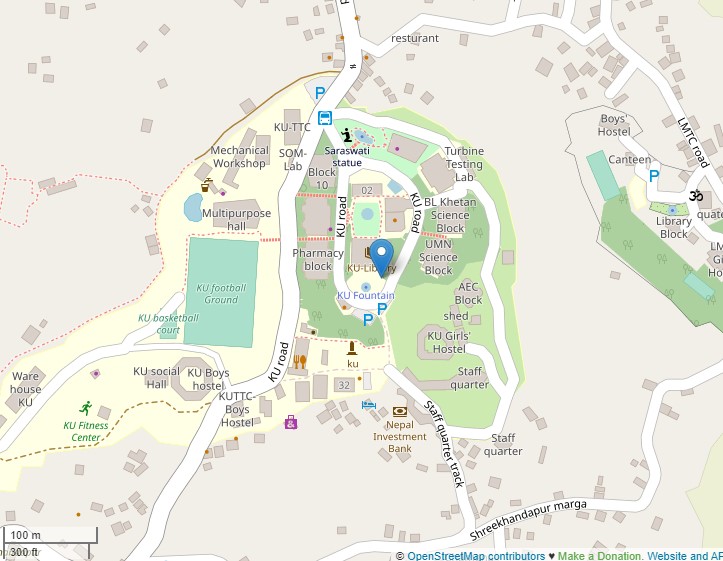 resturant
P
KU-TTC
Saraswati
statue
SOM-
Lab
Mechanical
Workshop
Turbine
Testing
Lab
Boys'
Hostel
LMTC road
Canteen
P
Block
10
02
KU road
KU road
BL Khetan
Science
Block
Multipurpose
hall
Library
Block
UMN
Science
Block
Pharmacy
block
KU-Library
KU football
Ground
KU Fountain
P
P
AEC
Block
shed
KU basketball
court
KU Girls'
Hostel
KU road
ku
KU social
Hall
KU Boys
hostel
32
Staff
quarter
Ware
house
KU
KUTTC-
Boys
Hostel
KU Fitness
Center
Nepal
Investment
Bank
Staff quarter track
Staff
quarter
Shreekhandapur marga
100 m
300 ft
© OpenStreetMap contributors ♥ Make a Donation. Website and AP